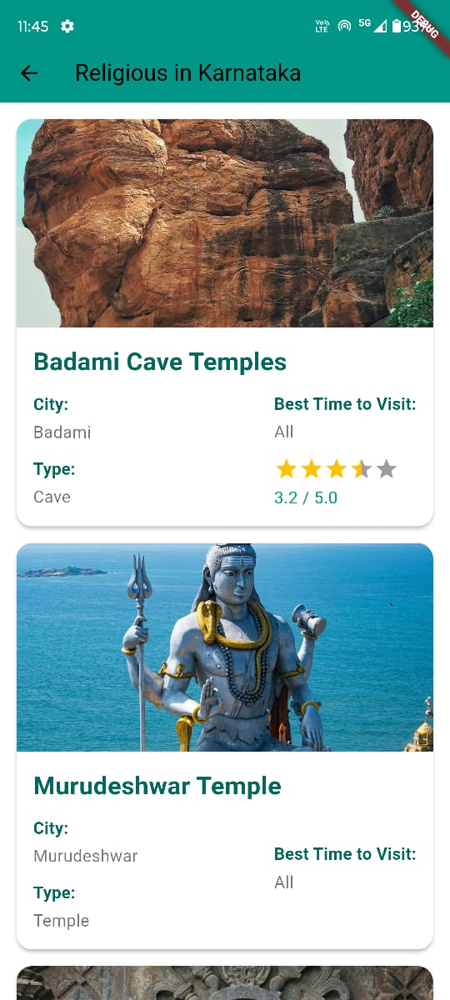 11:45
Vo)) LTE 5G 93%
DEBUG
Religious in Karnataka
Badami Cave Temples
City:
Best Time to Visit:
Badami
All
Type:
Cave
3.2 / 5.0
Murudeshwar Temple
City:
Murudeshwar
Best Time to Visit:
All
Type:
Temple